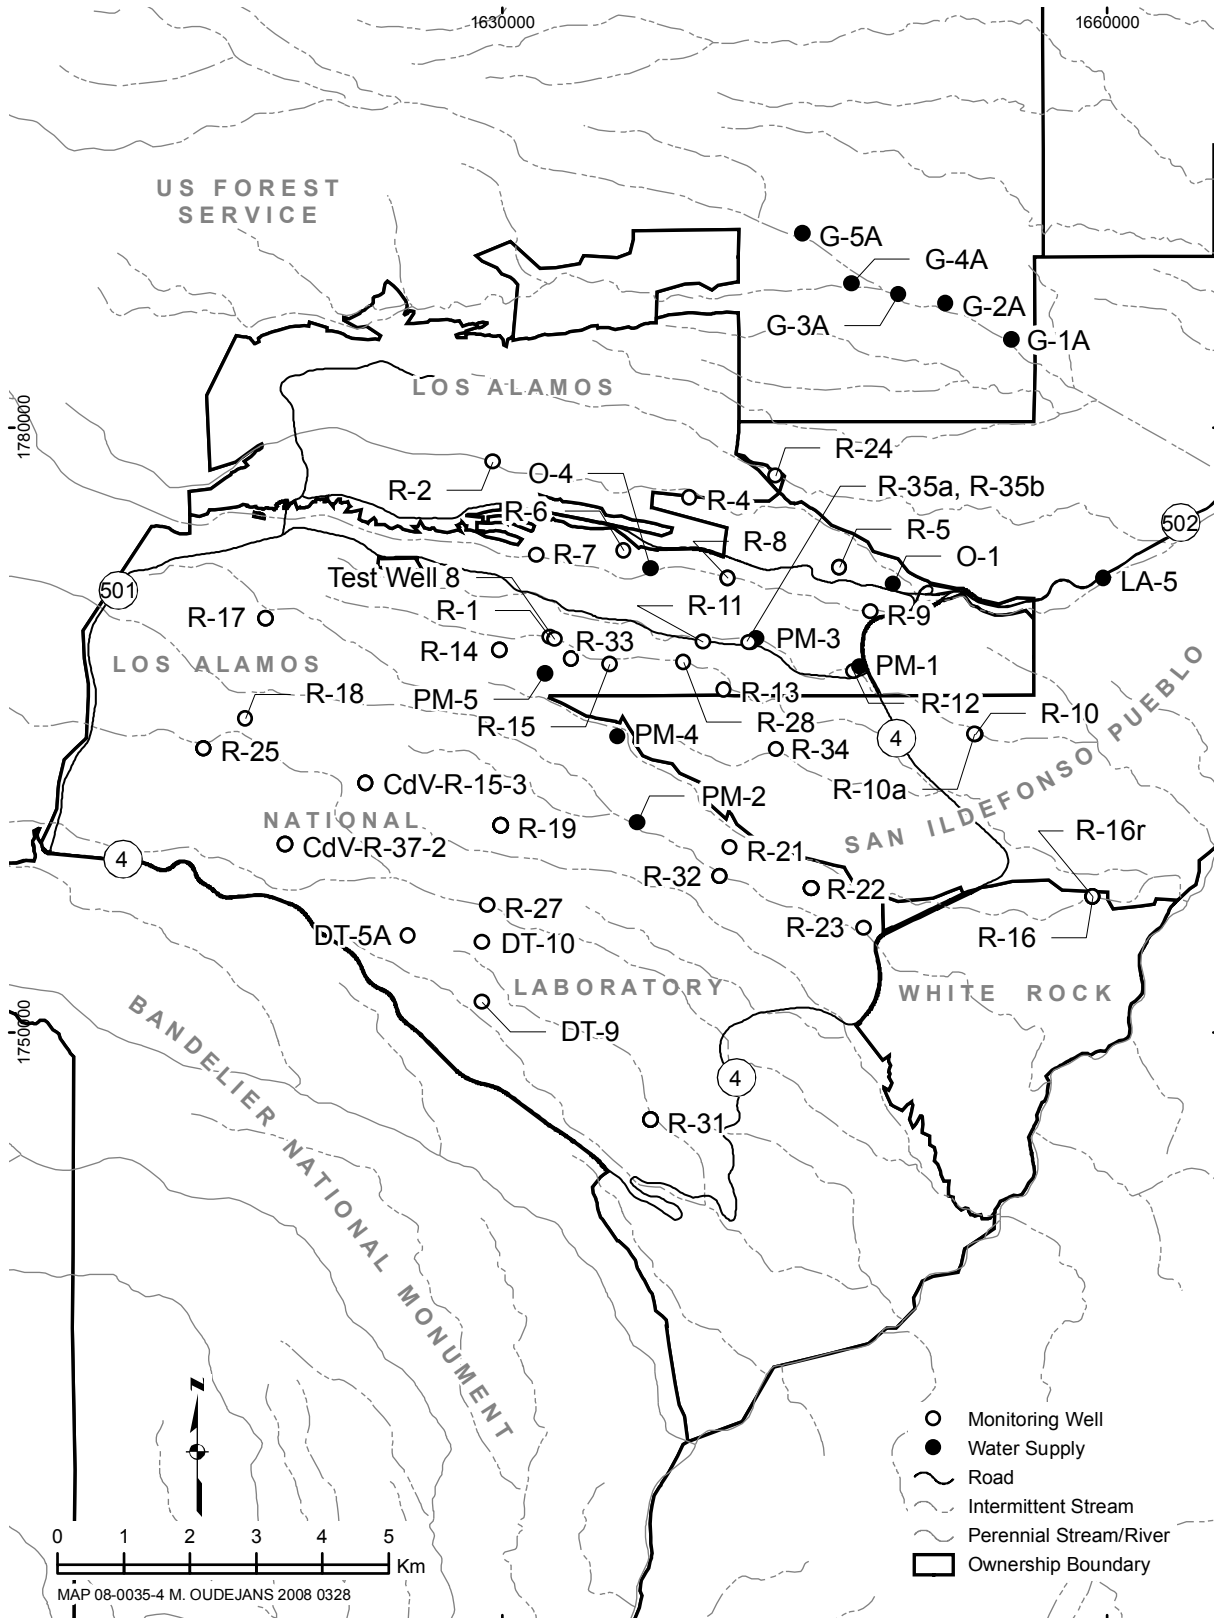 1630000
1660000
US FOREST
SERVICE
G-5A
G-4A
G-2A
G-3A
G-1A
LOS ALAMOS
1780000
R-24
O-4
R-2
R-35a, R-35b
R-4
R-6
502
R-5
R-8
O-1
R-7
Test Well 8
LA-5
501
R-11
R-1
R-9
R-17
R-33
PM-3
R-14
LOS ALAMOS
PM-1
R-18
PM-5
R-13
R-12
R-15
R-28
R-10
PM-4
4
R-25
R-34
CdV-R-15-3
R-10a
PM-2
SAN ILDEFONSO PUEBLO
NATIONAL
R-19
R-16r
CdV-R-37-2
4
R-21
R-32
R-22
R-27
R-23
DT-5A
DT-10
R-16
LABORATORY
WHITE ROCK
1750000
DT-9
BANDELIER NATIONAL MONUMENT
4
R-31
N
Monitoring Well
Water Supply
Road
Intermittent Stream
Perennial Stream/River
Ownership Boundary
0 1 2 3 4 5
Km
MAP 08-0035-4 M. OUDEJANS 2008 0328